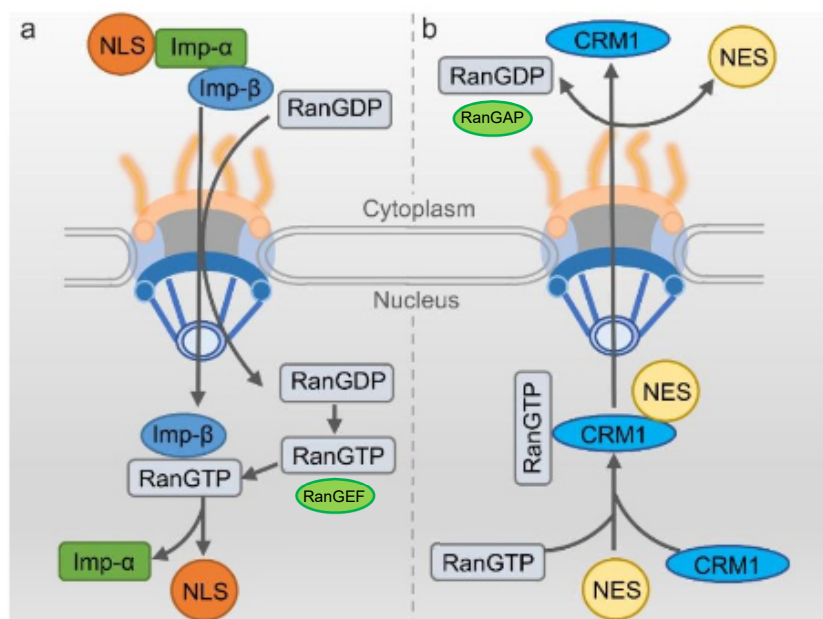 a
NLS
Imp-α
Imp-β
RanGDP
RanGDP
Imp-β
RanGTP
RanGTP
RanGEF
Imp-α
NLS
Cytoplasm
Nucleus
b
CRM1
NES
RanGDP
RanGAP
NES
RanGTP
CRM1
RanGTP
NES
CRM1